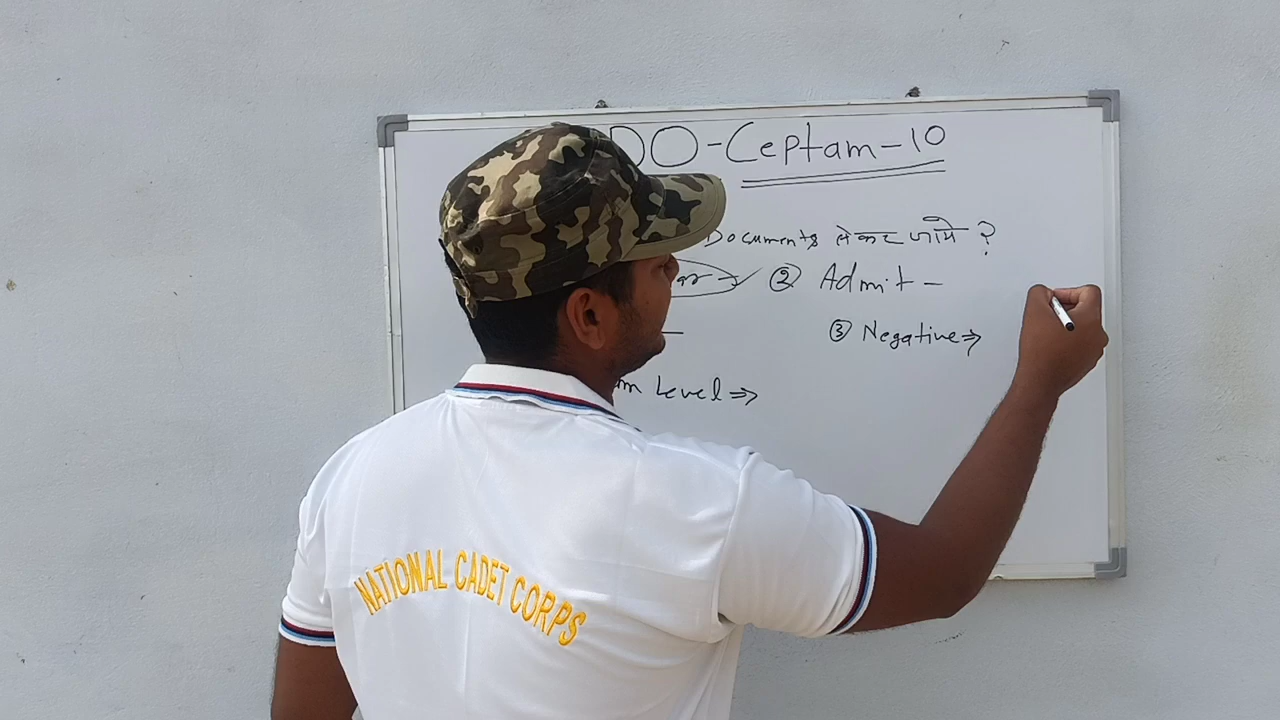 DO-Ceptam-10
Documents लेकर जाये ?
② Admit -
③ Negative ⇒
Level ⇒
NATIONAL CADET CORPS